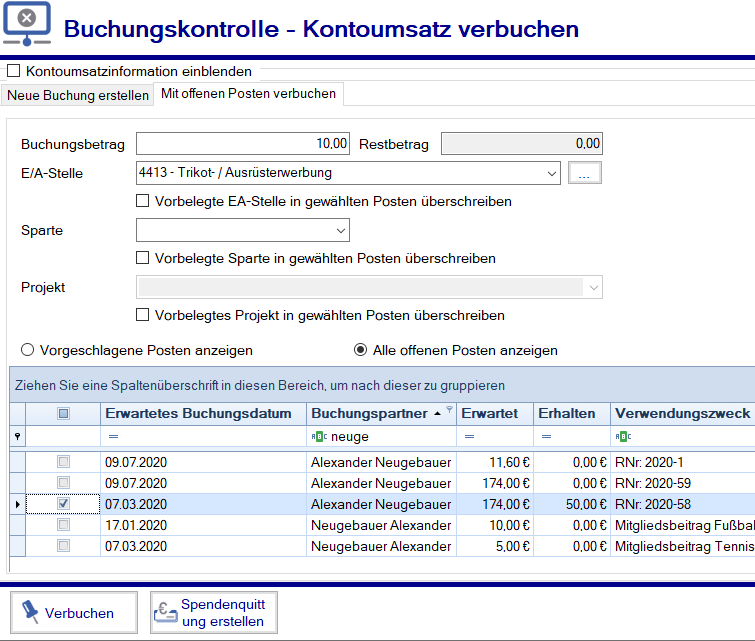 Buchungskontrolle - Kontoumsatz verbuchen
Kontoumsatzinformation einblenden
Neue Buchung erstellen Mit offenen Posten verbuchen
Buchungsbetrag 10,00 Restbetrag 0,00
E/A-Stelle 4413 - Trikot- / Ausrüsterwerbung ...
Vorbelegte EA-Stelle in gewählten Posten überschreiben
Sparte
Vorbelegte Sparte in gewählten Posten überschreiben
Projekt
Vorbelegtes Projekt in gewählten Posten überschreiben
Vorgeschlagene Posten anzeigen Alle offenen Posten anzeigen
Ziehen Sie eine Spaltenüberschrift in diesen Bereich, um nach dieser zu gruppieren
Erwartetes Buchungsdatum Buchungspartner Erwartet Erhalten Verwendungszweck
= ABC neuge = = ABC
09.07.2020 Alexander Neugebauer 11,60 € 0,00 € RNr: 2020-1
09.07.2020 Alexander Neugebauer 174,00 € 0,00 € RNr: 2020-59
07.03.2020 Alexander Neugebauer 174,00 € 50,00 € RNr: 2020-58
17.01.2020 Neugebauer Alexander 10,00 € 0,00 € Mitgliedsbeitrag Fußbal
07.03.2020 Neugebauer Alexander 5,00 € 0,00 € Mitgliedsbeitrag Tennis
Verbuchen Spendenquitt
ung erstellen